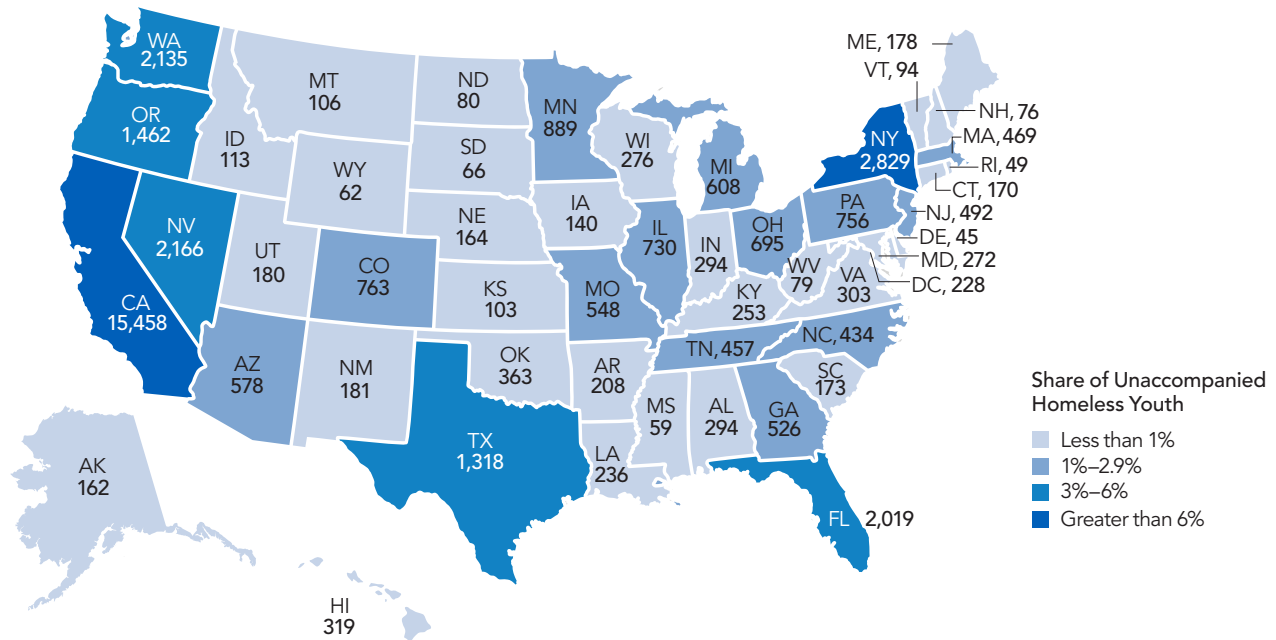 WA
2,135
OR
1,462
CA
15,458
NV
2,166
ID
113
MT
106
WY
62
UT
180
CO
763
AZ
578
NM
181
ND
80
SD
66
NE
164
KS
103
OK
363
TX
1,318
MN
889
IA
140
MO
548
AR
208
LA
236
WI
276
IL
730
MI
608
IN
294
OH
695
KY
253
TN, 457
MS
59
AL
294
GA
526
FL 2,019
SC
173
NC, 434
VA
303
WV
79
PA
756
NY
2,829
ME, 178
VT, 94
NH, 76
MA, 469
RI, 49
CT, 170
NJ, 492
DE, 45
MD, 272
DC, 228
AK
162
HI
319
Share of Unaccompanied
Homeless Youth
Less than 1%
1%–2.9%
3%–6%
Greater than 6%